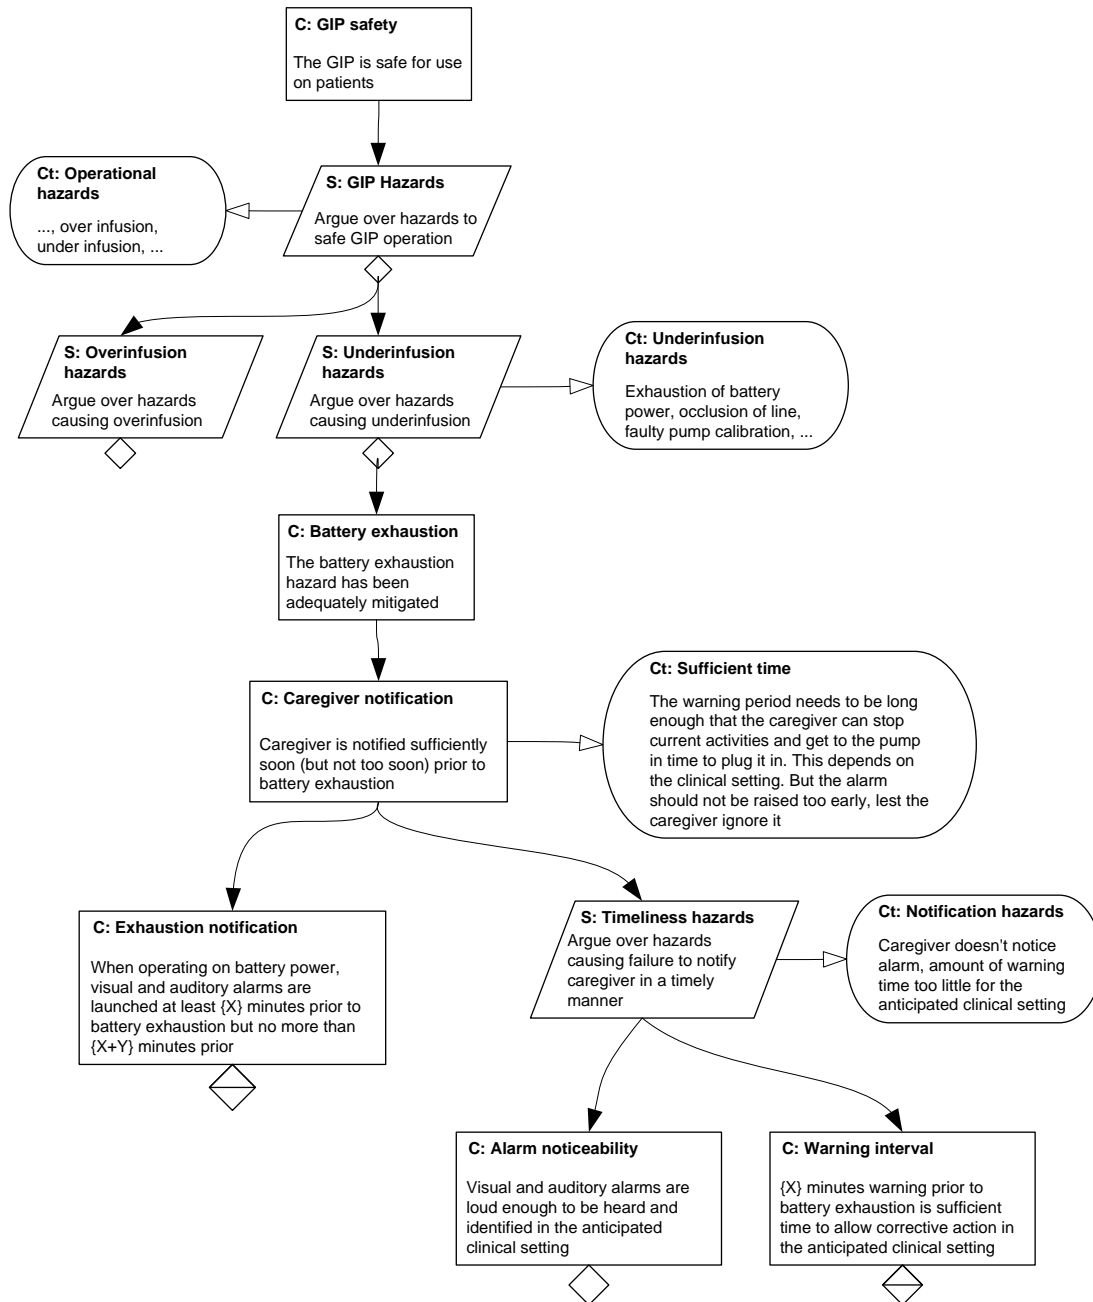 C: GIP safety
The GIP is safe for use
on patients
Ct: Operational
hazards
..., over infusion,
under infusion, ...
S: GIP Hazards
Argue over hazards to
safe GIP operation
S: Overinfusion
hazards
Argue over hazards
causing overinfusion
S: Underinfusion
hazards
Argue over hazards
causing underinfusion
Ct: Underinfusion
hazards
Exhaustion of battery
power, occlusion of line,
faulty pump calibration, ...
C: Battery exhaustion
The battery exhaustion
hazard has been
adequately mitigated
C: Caregiver notification
Caregiver is notified sufficiently
soon (but not too soon) prior to
battery exhaustion
Ct: Sufficient time
The warning period needs to be long
enough that the caregiver can stop
current activities and get to the pump
in time to plug it in. This depends on
the clinical setting. But the alarm
should not be raised too early, lest the
caregiver ignore it
C: Exhaustion notification
When operating on battery power,
visual and auditory alarms are
launched at least {X} minutes prior to
battery exhaustion but no more than
{X+Y} minutes prior
S: Timeliness hazards
Argue over hazards
causing failure to notify
caregiver in a timely
manner
Ct: Notification hazards
Caregiver doesn't notice
alarm, amount of warning
time too little for the
anticipated clinical setting
C: Alarm noticeability
Visual and auditory alarms are
loud enough to be heard and
identified in the anticipated
clinical setting
C: Warning interval
{X} minutes warning prior to
battery exhaustion is sufficient
time to allow corrective action in
the anticipated clinical setting